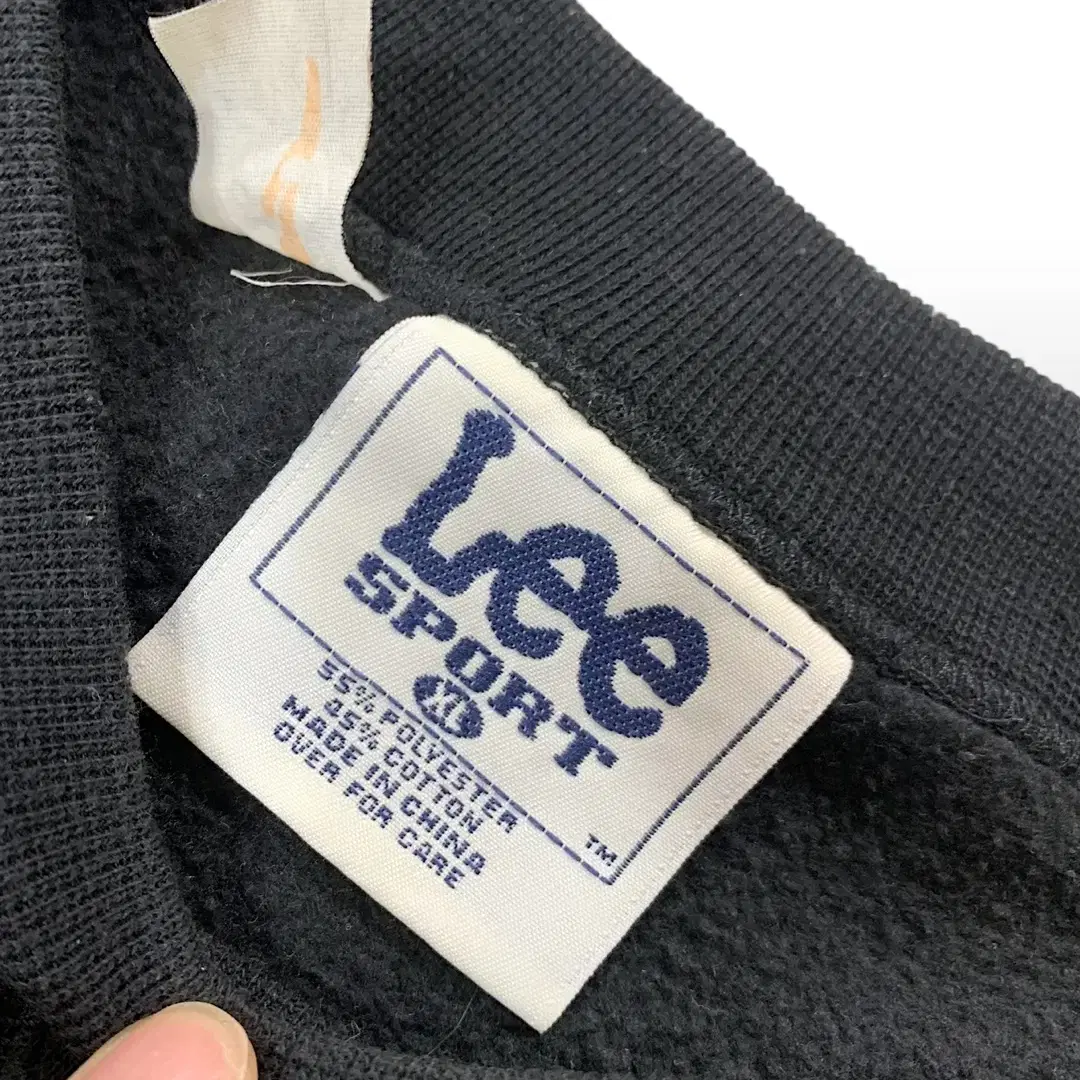 Lee
SPORT
XL
55% POLYESTER
45% COTTON
MADE IN CHINA
OVER FOR CARE
TM